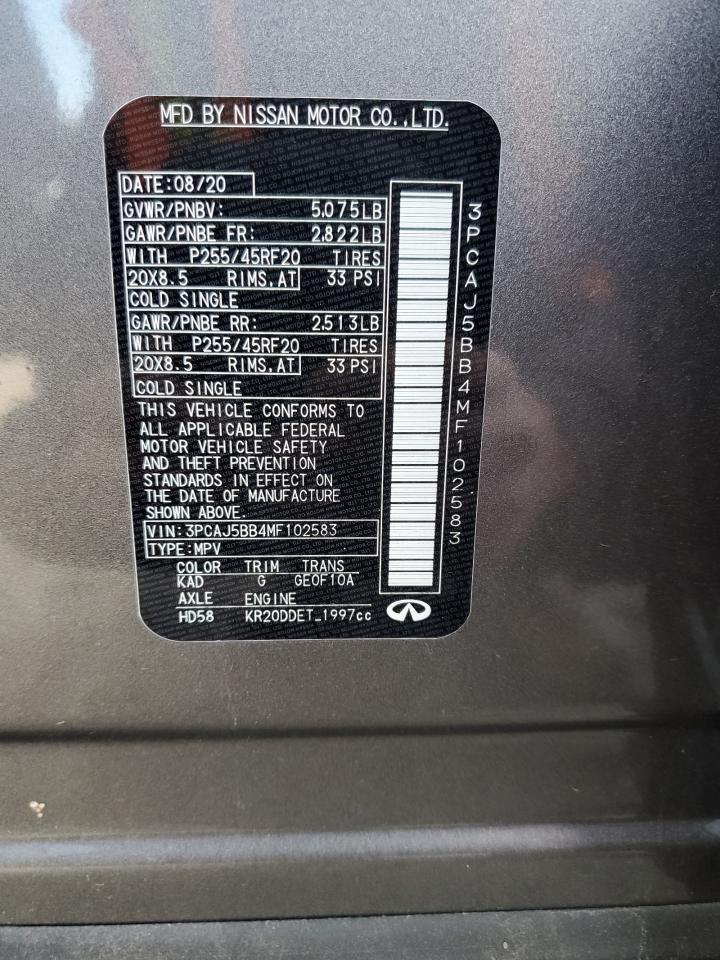 MFD BY NISSAN MOTOR CO.,LTD.
DATE:08/20
GVWR/PNBV: 5,075LB
GAWR/PNBE FR: 2,822LB
WITH P255/45RF20 TIRES
20X8.5 RIMS.AT 33 PSI
COLD SINGLE
GAWR/PNBE RR: 2,513LB
WITH P255/45RF20 TIRES
20X8.5 RIMS.AT 33 PSI
COLD SINGLE
THIS VEHICLE CONFORMS TO
ALL APPLICABLE FEDERAL
MOTOR VEHICLE SAFETY
AND THEFT PREVENTION
STANDARDS IN EFFECT ON
THE DATE OF MANUFACTURE
SHOWN ABOVE.
VIN:3PCAJ5BB4MF102583
TYPE:MPV
COLOR TRIM TRANS
KAD G GE0F10A
AXLE ENGINE
HD58 KR20DDET_1997cc
3PCAJ5BB4MF102583